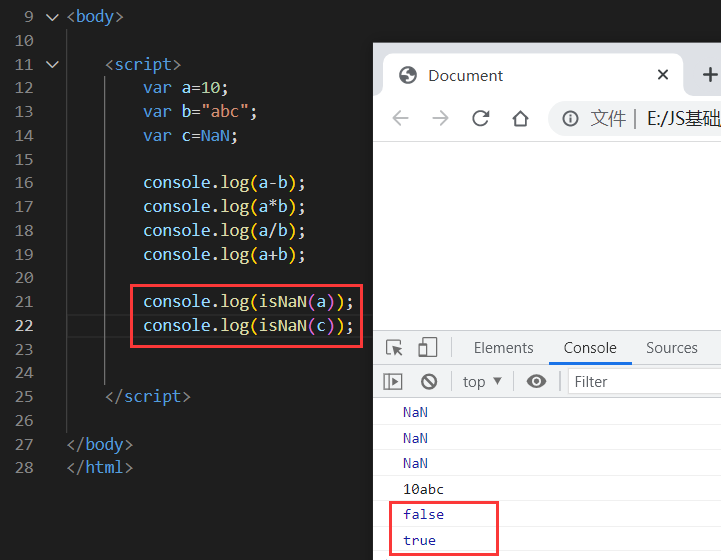 9 <body>
10
11 <script>
12 var a=10;
13 var b="abc";
14 var c=NaN;
15
16 console.log(a-b);
17 console.log(a*b);
18 console.log(a/b);
19 console.log(a+b);
20
21 console.log(isNaN(a));
22 console.log(isNaN(c));
23
24
25 </script>
26
27 </body>
28 </html>
Document
文件 | E:/JS基础
Elements Console Sources
top Filter
NaN
NaN
NaN
10abc
false
true